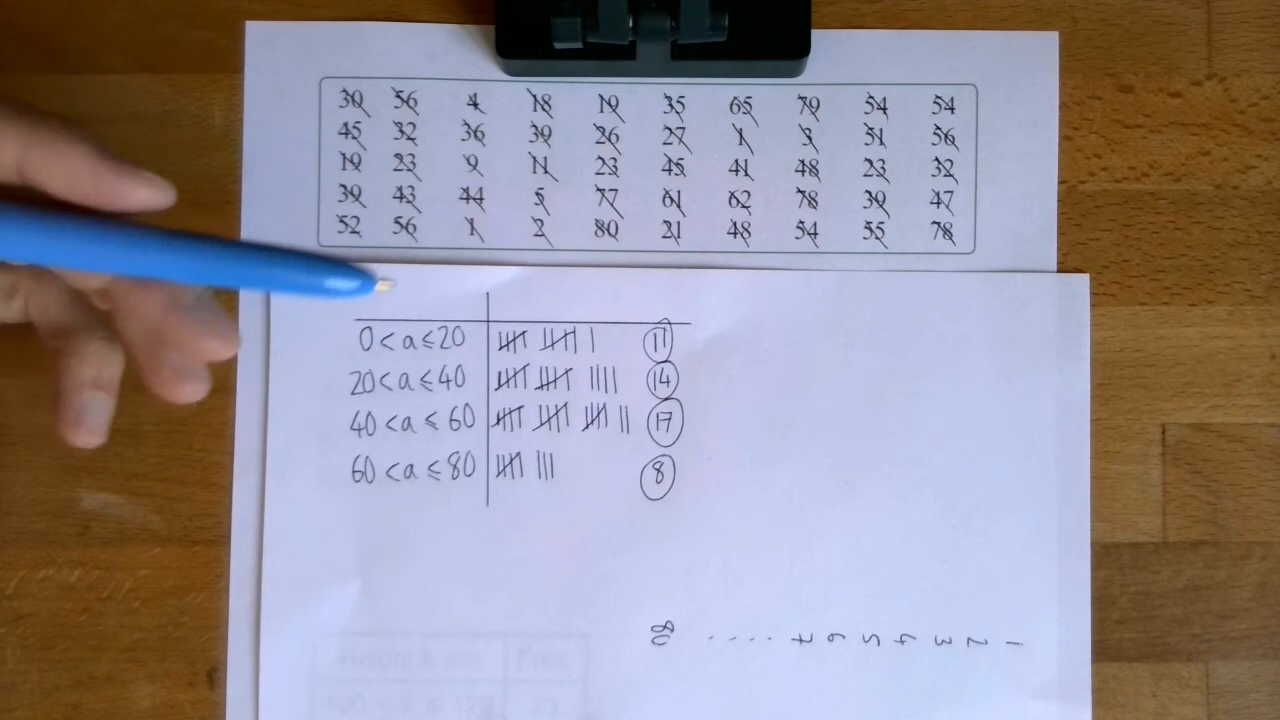 30 56 4 18 19 35 65 79 54 54
45 32 36 39 26 27 1 3 51 56
19 23 9 11 23 45 41 48 23 32
39 43 44 5 77 61 62 78 39 47
52 56 1 2 80 21 48 54 55 78
0 < a ≤ 20 11
20 < a ≤ 40 14
40 < a ≤ 60 17
60 < a ≤ 80 8
1 2 3 4 5 6 7 ..... 80